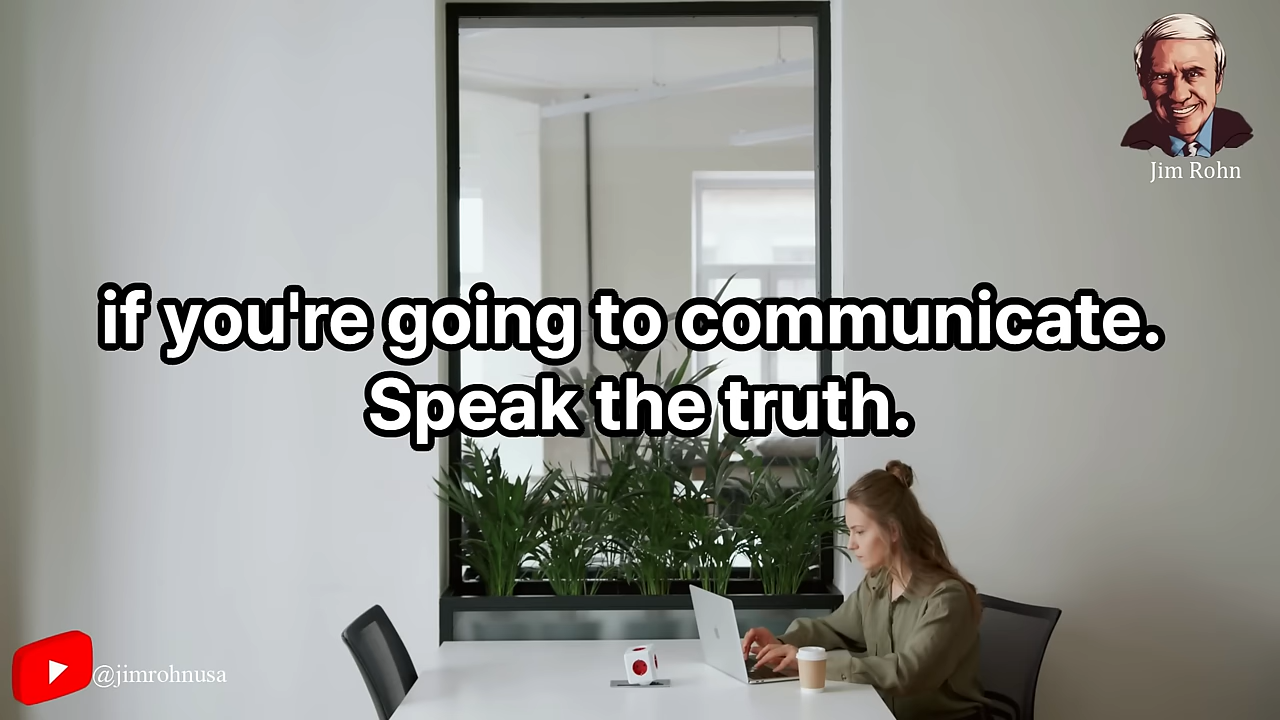 Jim Rohn
if you're going to communicate.
Speak the truth.
@jimrohnusa